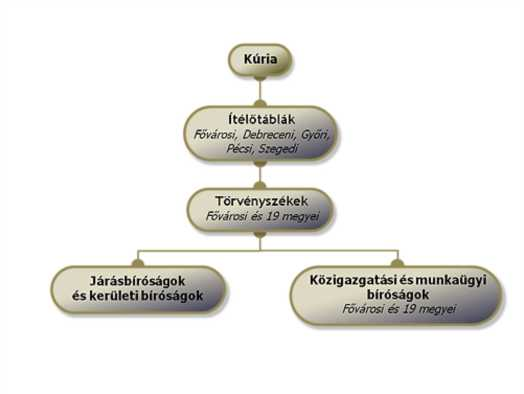 Kúria
Ítélőtáblák
Fővárosi, Debreceni, Győri,
Pécsi, Szegedi
Törvényszékek
Fővárosi és 19 megyei
Járásbíróságok
és kerületi bíróságok
Közigazgatási és munkaügyi
bíróságok
Fővárosi és 19 megyei